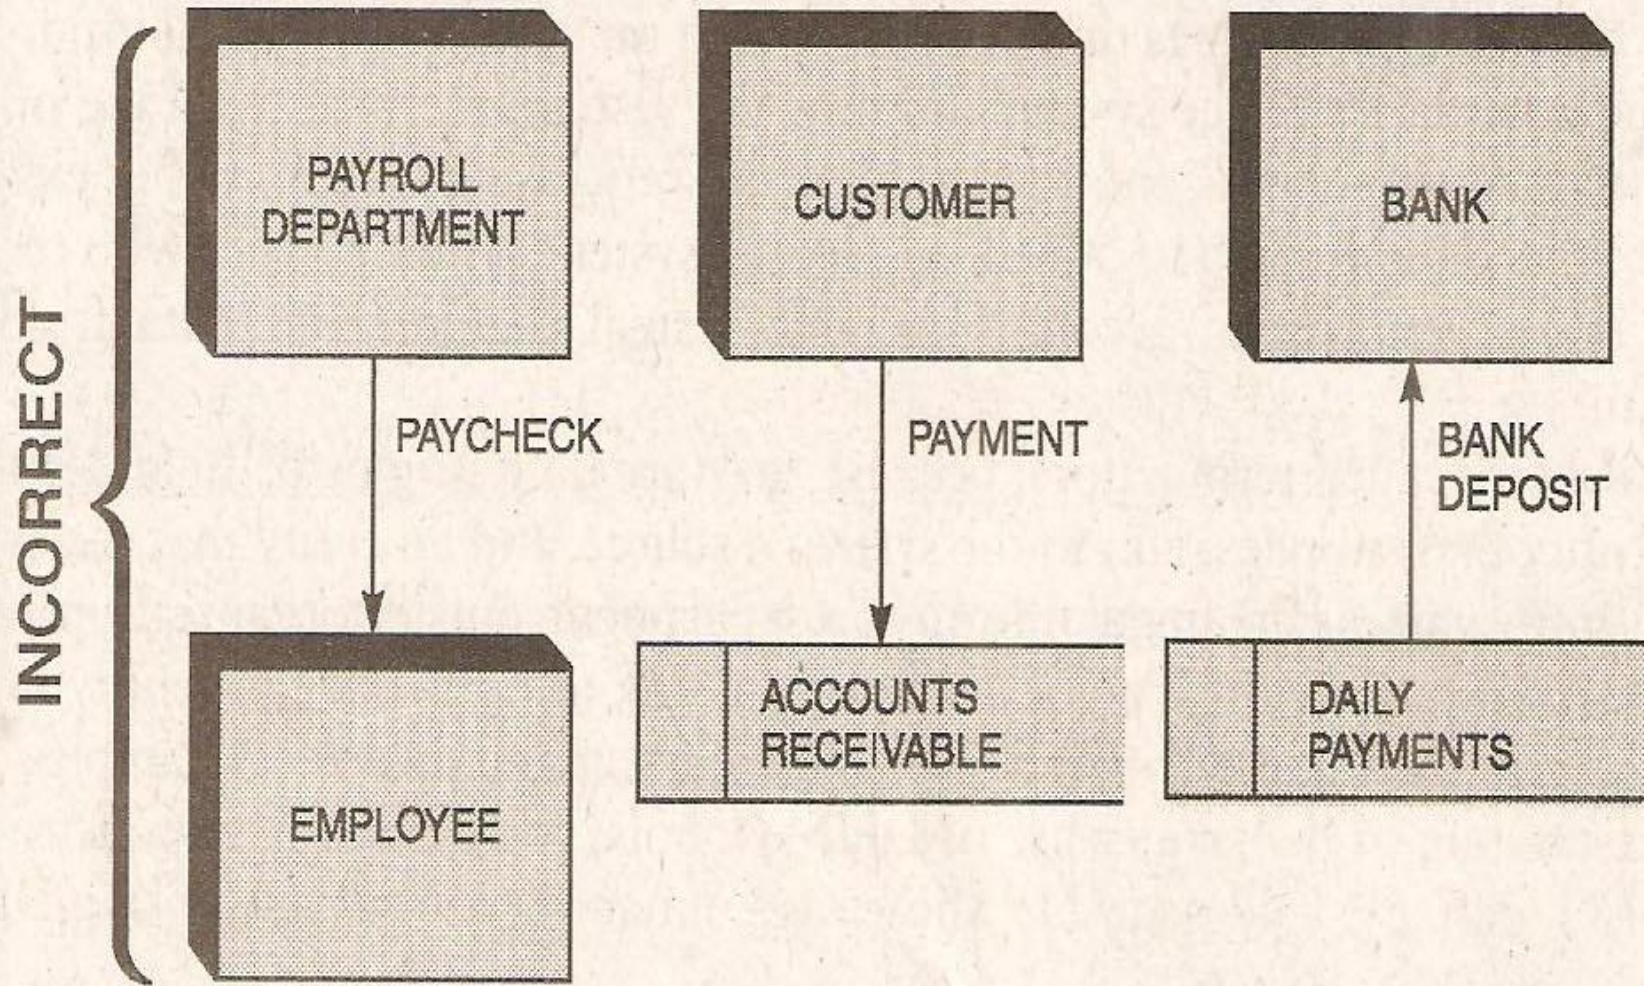 INCORRECT
PAYROLL
DEPARTMENT
PAYCHECK
EMPLOYEE
CUSTOMER
PAYMENT
ACCOUNTS
RECEIVABLE
BANK
BANK
DEPOSIT
DAILY
PAYMENTS